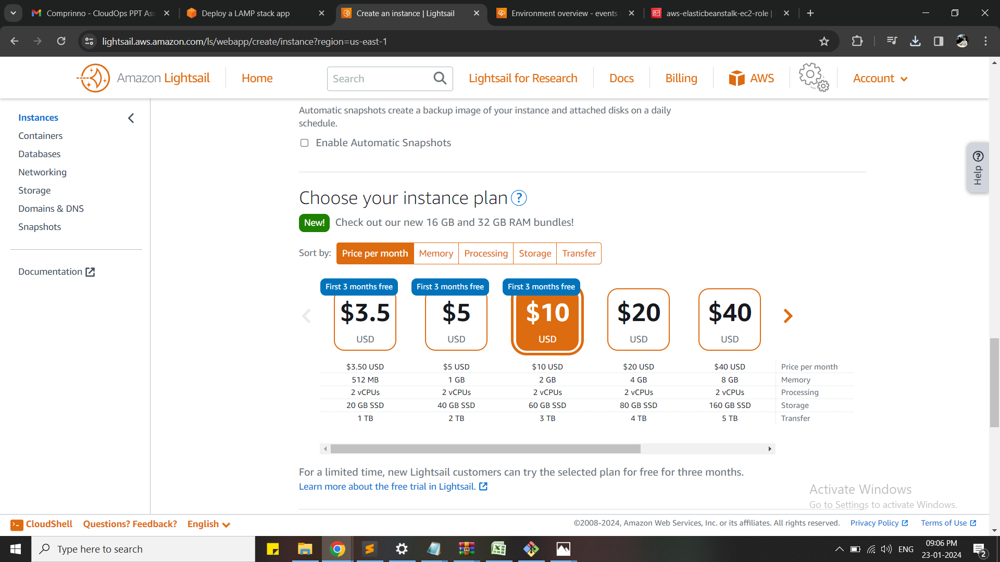 Comprinno - CloudOps PPT Ass
Deploy a LAMP stack app
Create an instance | Lightsail
Environment overview - events
aws-elasticbeanstalk-ec2-role |
lightsail.aws.amazon.com/ls/webapp/create/instance?region=us-east-1
Amazon Lightsail
Home
Search
Lightsail for Research
Docs
Billing
AWS
Account
Instances
Containers
Databases
Networking
Storage
Domains & DNS
Snapshots
Documentation
Automatic snapshots create a backup image of your instance and attached disks on a daily
schedule.
Enable Automatic Snapshots
Help
Choose your instance plan ?
New! Check out our new 16 GB and 32 GB RAM bundles!
Sort by: Price per month Memory Processing Storage Transfer
First 3 months free First 3 months free First 3 months free
$3.5 $5 $10 $20 $40
USD USD USD USD USD
$3.50 USD $5 USD $10 USD $20 USD $40 USD Price per month
512 MB 1 GB 2 GB 4 GB 8 GB Memory
2 vCPUs 2 vCPUs 2 vCPUs 2 vCPUs 2 vCPUs Processing
20 GB SSD 40 GB SSD 60 GB SSD 80 GB SSD 160 GB SSD Storage
1 TB 2 TB 3 TB 4 TB 5 TB Transfer
For a limited time, new Lightsail customers can try the selected plan for free for three months.
Learn more about the free trial in Lightsail.
Activate Windows
Go to Settings to activate Windows.
CloudShell Questions? Feedback? English
©2008-2024, Amazon Web Services, Inc. or its affiliates. All rights reserved. Privacy Policy Terms of Use
Type here to search
ENG
09:06 PM
23-01-2024
2